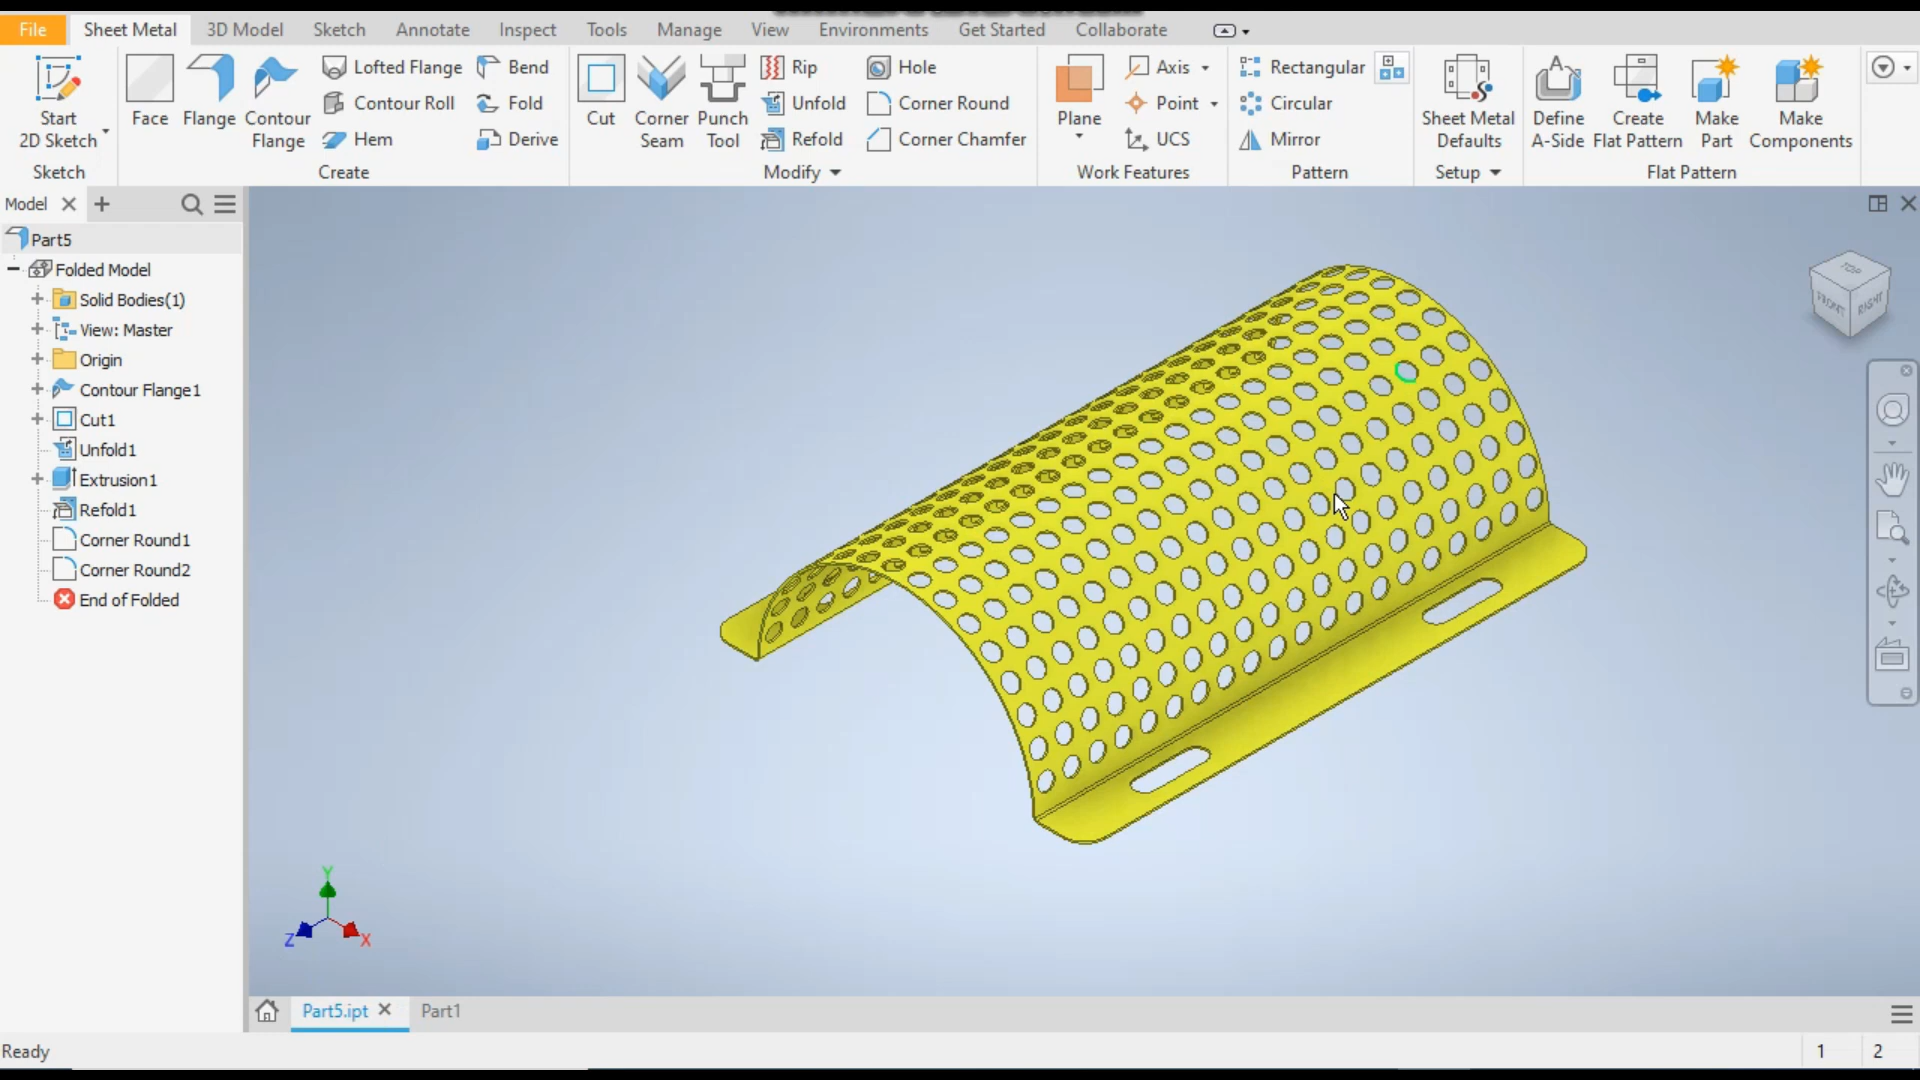 File Sheet Metal 3D Model Sketch Annotate Inspect Tools Manage View Environments Get Started Collaborate
Start
2D Sketch
Sketch
Face
Flange
Contour
Flange
Lofted Flange
Contour Roll
Hem
Bend
Fold
Derive
Create
Cut
Corner
Seam
Punch
Tool
Rip
Unfold
Refold
Hole
Corner Round
Corner Chamfer
Modify
Plane
Axis
Point
UCS
Work Features
Rectangular
Circular
Mirror
Pattern
Sheet Metal
Defaults
Setup
Define
A-Side
Create
Flat Pattern
Make
Part
Make
Components
Flat Pattern
Model
Part5
Folded Model
Solid Bodies(1)
View: Master
Origin
Contour Flange1
Cut1
Unfold1
Extrusion1
Refold1
Corner Round1
Corner Round2
End of Folded
TOP
FRONT
RIGHT
Y
Z
X
Part5.ipt
Part1
Ready
1 2